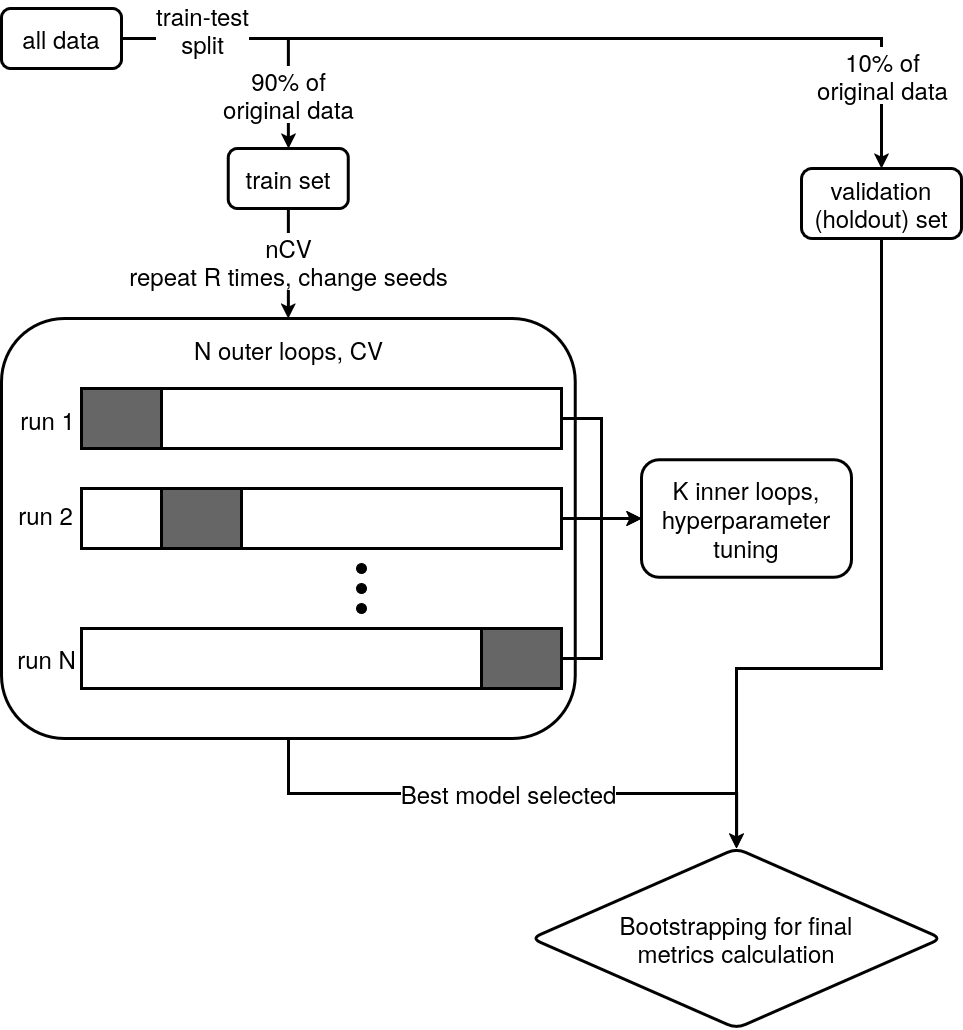 all data
train-test
split
90% of
original data
10% of
original data
train set
validation
(holdout) set
nCV
repeat R times, change seeds
N outer loops, CV
run 1
run 2
run N
K inner loops,
hyperparameter
tuning
Best model selected
Bootstrapping for final
metrics calculation